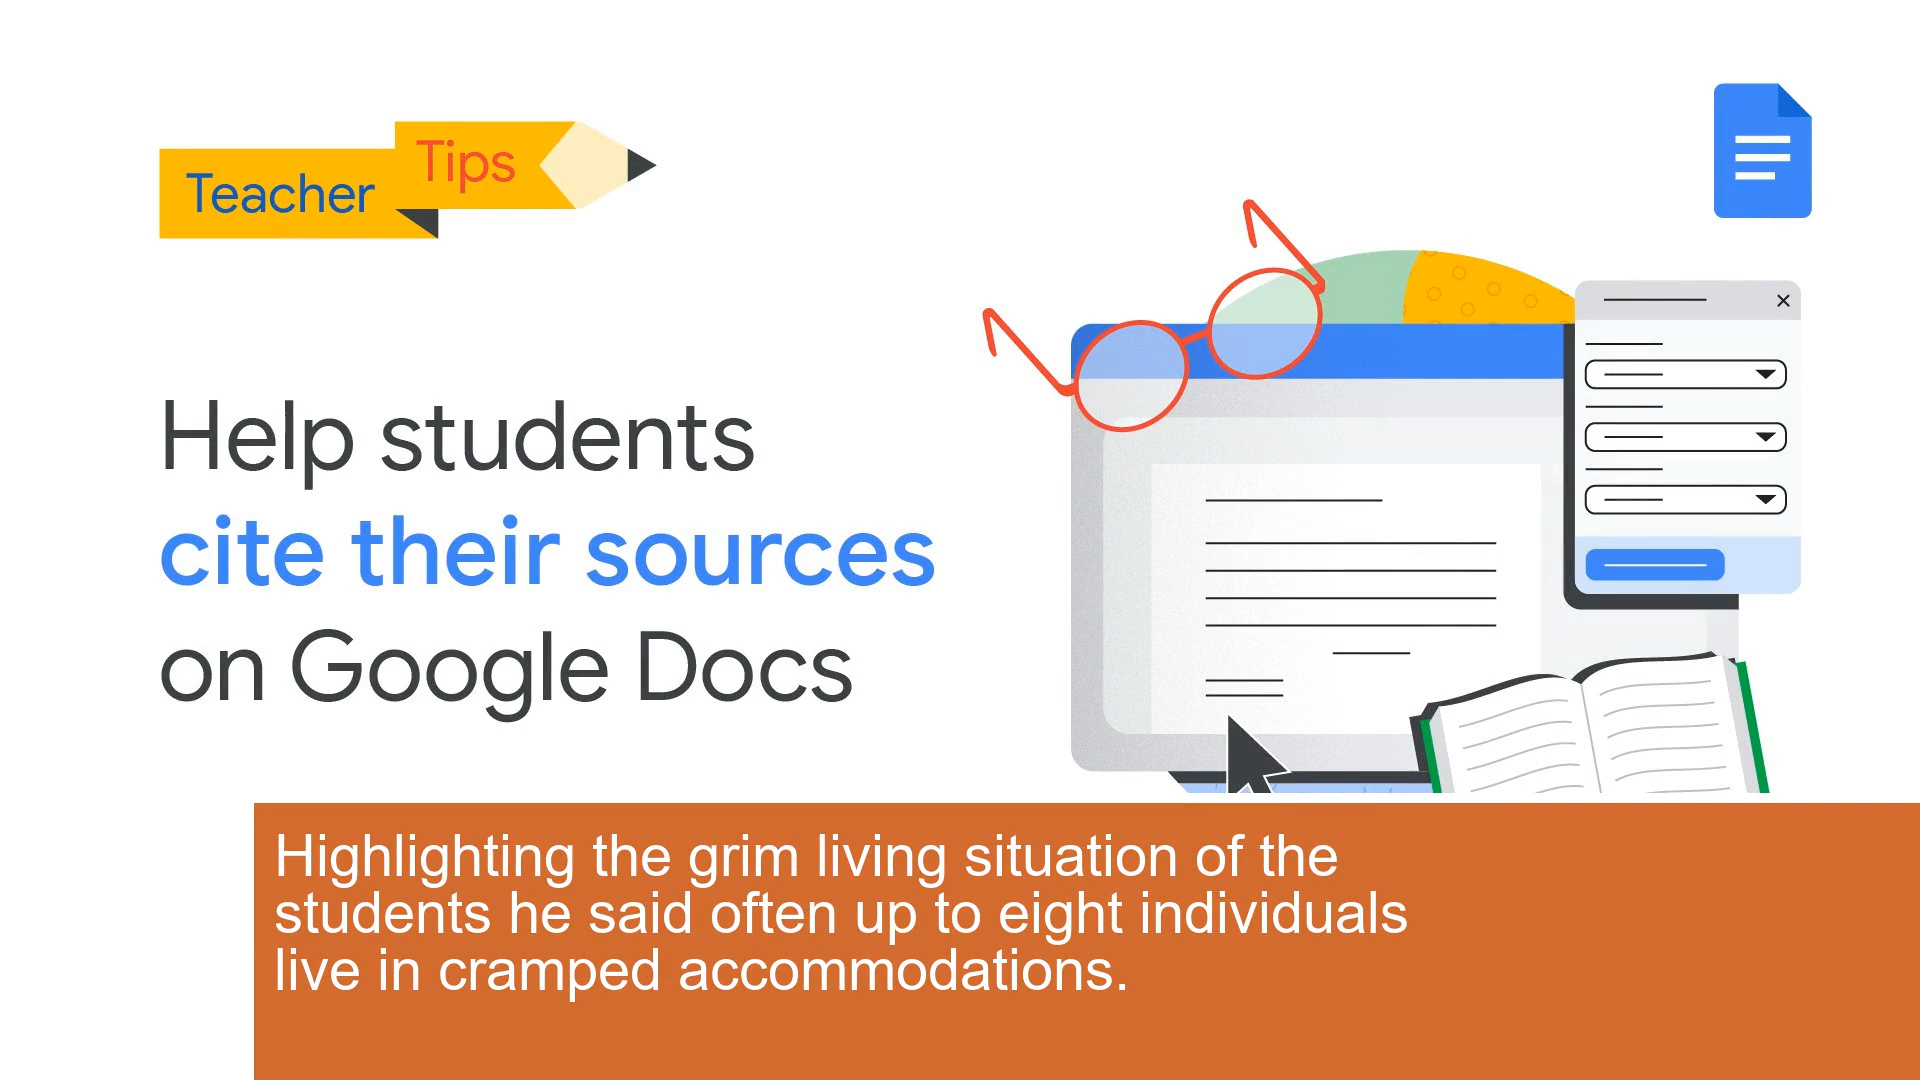 Teacher
Tips
Help students
cite their sources
on Google Docs
Highlighting the grim living situation of the
students he said often up to eight individuals
live in cramped accommodations.